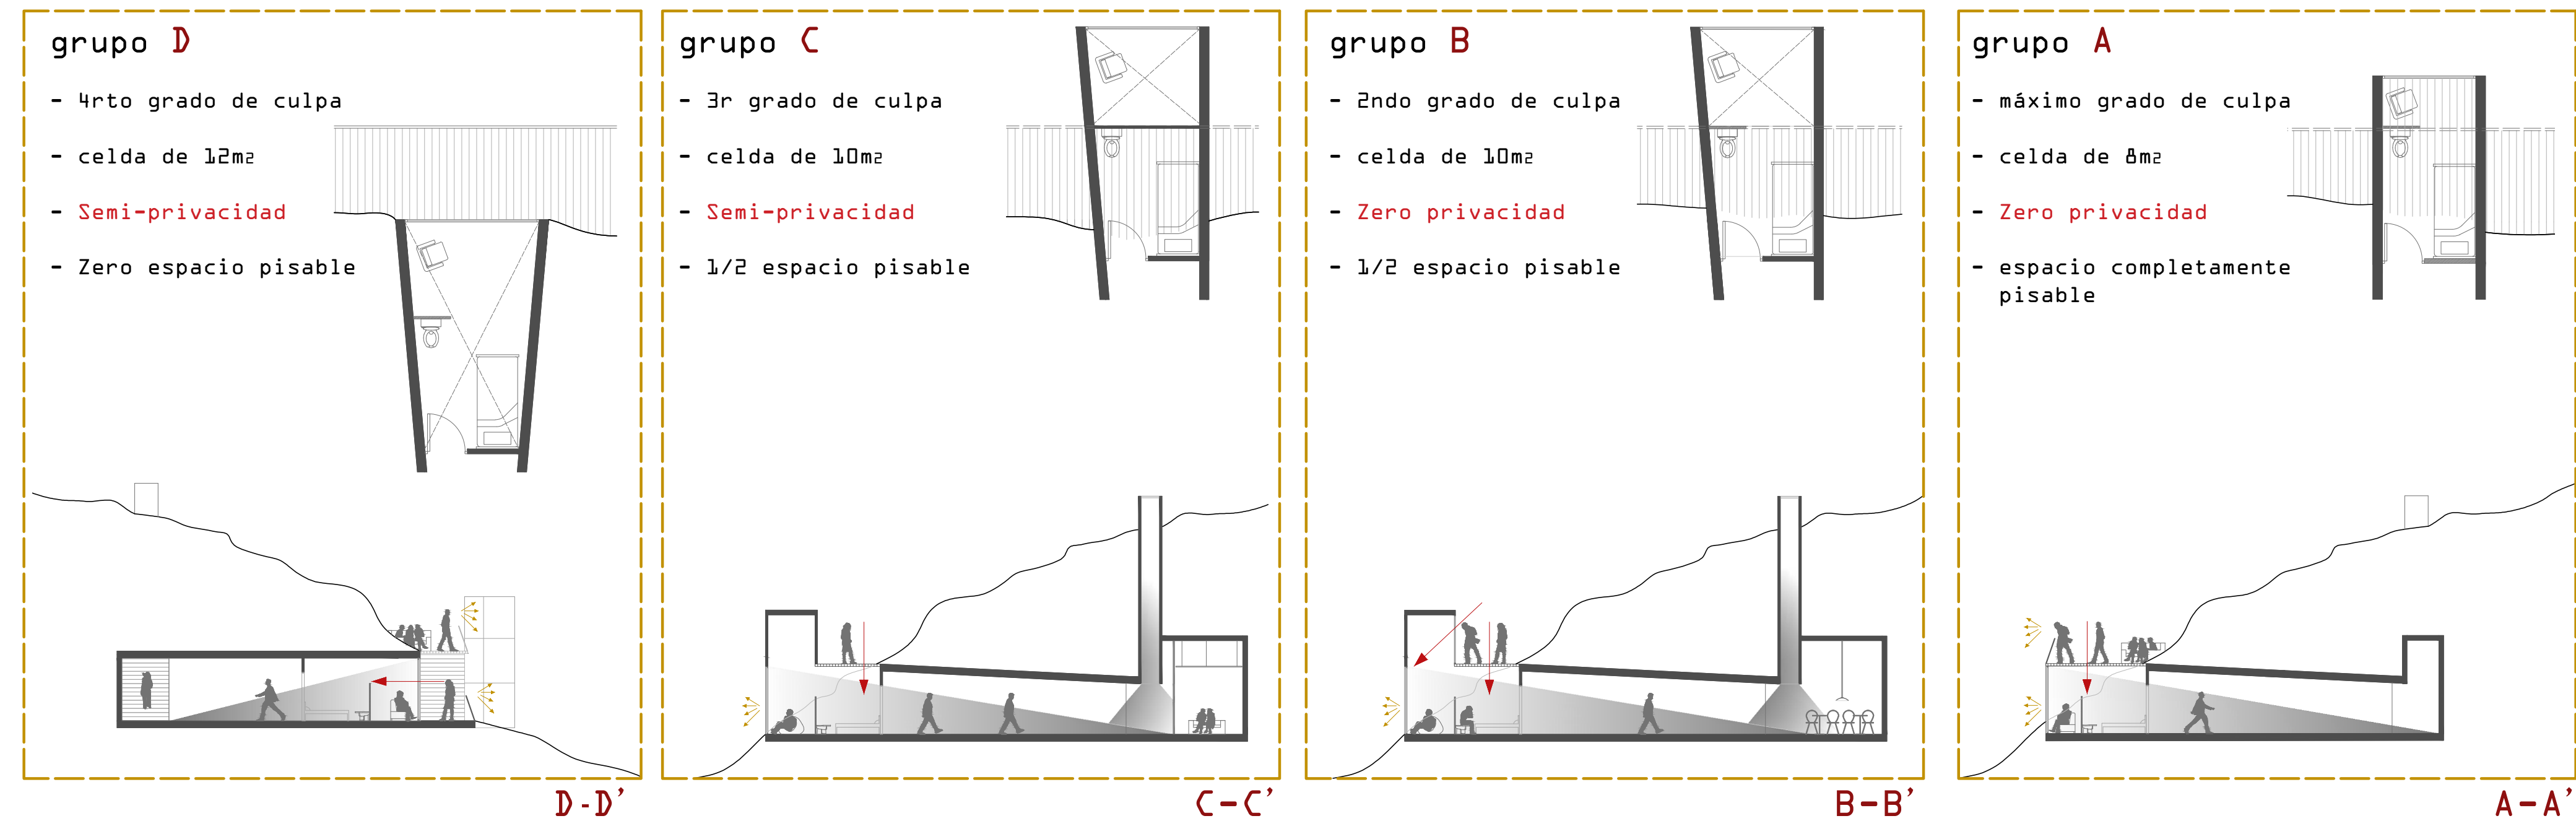 grupo D
- 4rto grado de culpa
- celda de 12m2
- Semi-privacidad
- Zero espacio pisable
D-D'
grupo C
- 3r grado de culpa
- celda de 10m2
- Semi-privacidad
- 1/2 espacio pisable
C-C'
grupo B
- 2ndo grado de culpa
- celda de 10m2
- Zero privacidad
- 1/2 espacio pisable
B-B'
grupo A
- máximo grado de culpa
- celda de 8m2
- Zero privacidad
- espacio completamente
pisable
A-A'